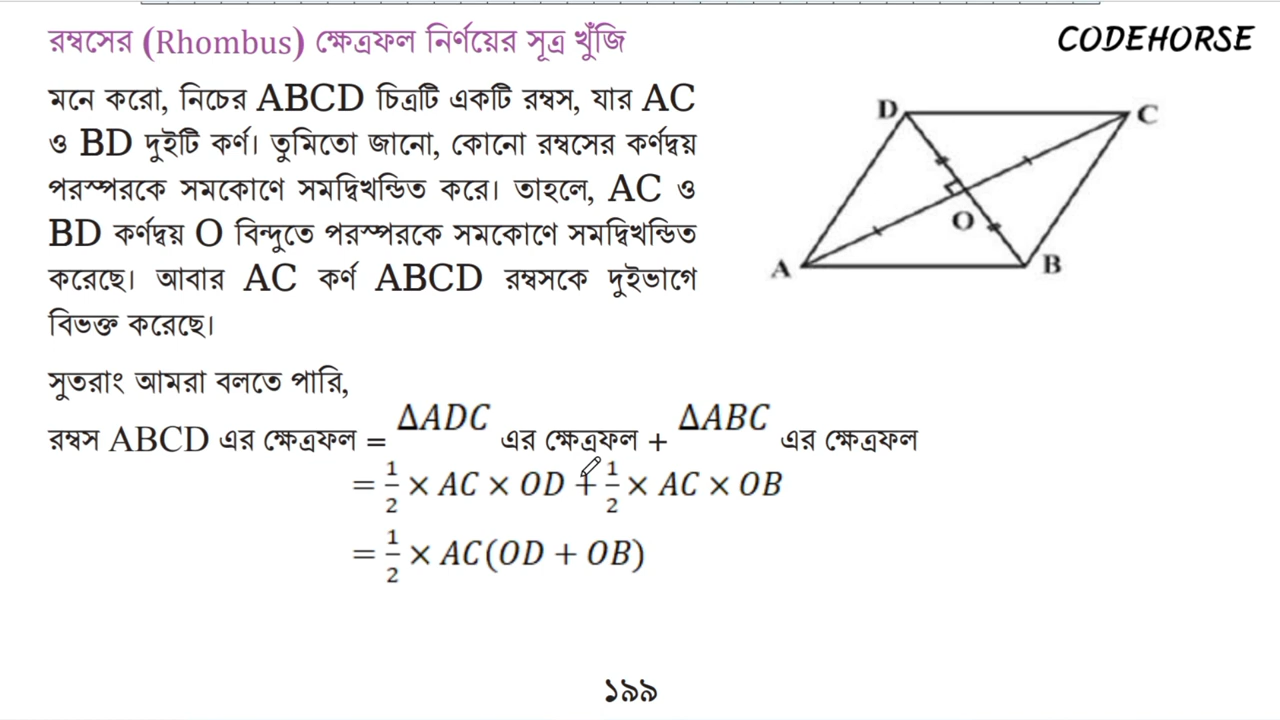 রম্বসের (Rhombus) ক্ষেত্রফল নির্ণয়ের সূত্র খুঁজি
CODEHORSE
মনে করো, নিচের ABCD চিত্রটি একটি রম্বস, যার AC
ও BD দুইটি কর্ণ। তুমিতো জানো, কোনো রম্বসের কর্ণদ্বয়
পরস্পরকে সমকোণে সমদ্বিখন্ডিত করে। তাহলে, AC ও
BD কর্ণদ্বয় O বিন্দুতে পরস্পরকে সমকোণে সমদ্বিখন্ডিত
করেছে। আবার AC কর্ণ ABCD রম্বসকে দুইভাগে
বিভক্ত করেছে।
D
C
O
A
B
সুতরাং আমরা বলতে পারি,
রম্বস ABCD এর ক্ষেত্রফল = ΔADC এর ক্ষেত্রফল + ΔABC এর ক্ষেত্রফল
= 1/2 × AC × OD + 1/2 × AC × OB
= 1/2 × AC(OD + OB)
১৯৯